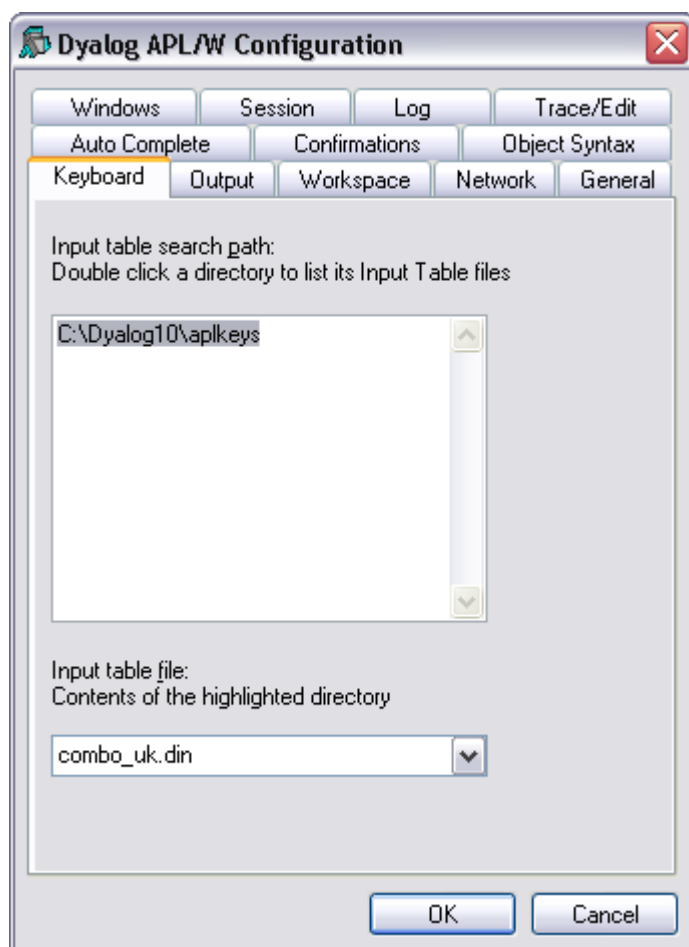 Dyalog APL/W Configuration
Windows Session Log Trace/Edit
Auto Complete Confirmations Object Syntax
Keyboard Output Workspace Network General
Input table search path:
Double click a directory to list its Input Table files
C:\Dyalog10\aplkeys
Input table file:
Contents of the highlighted directory
combo_uk.din
OK Cancel